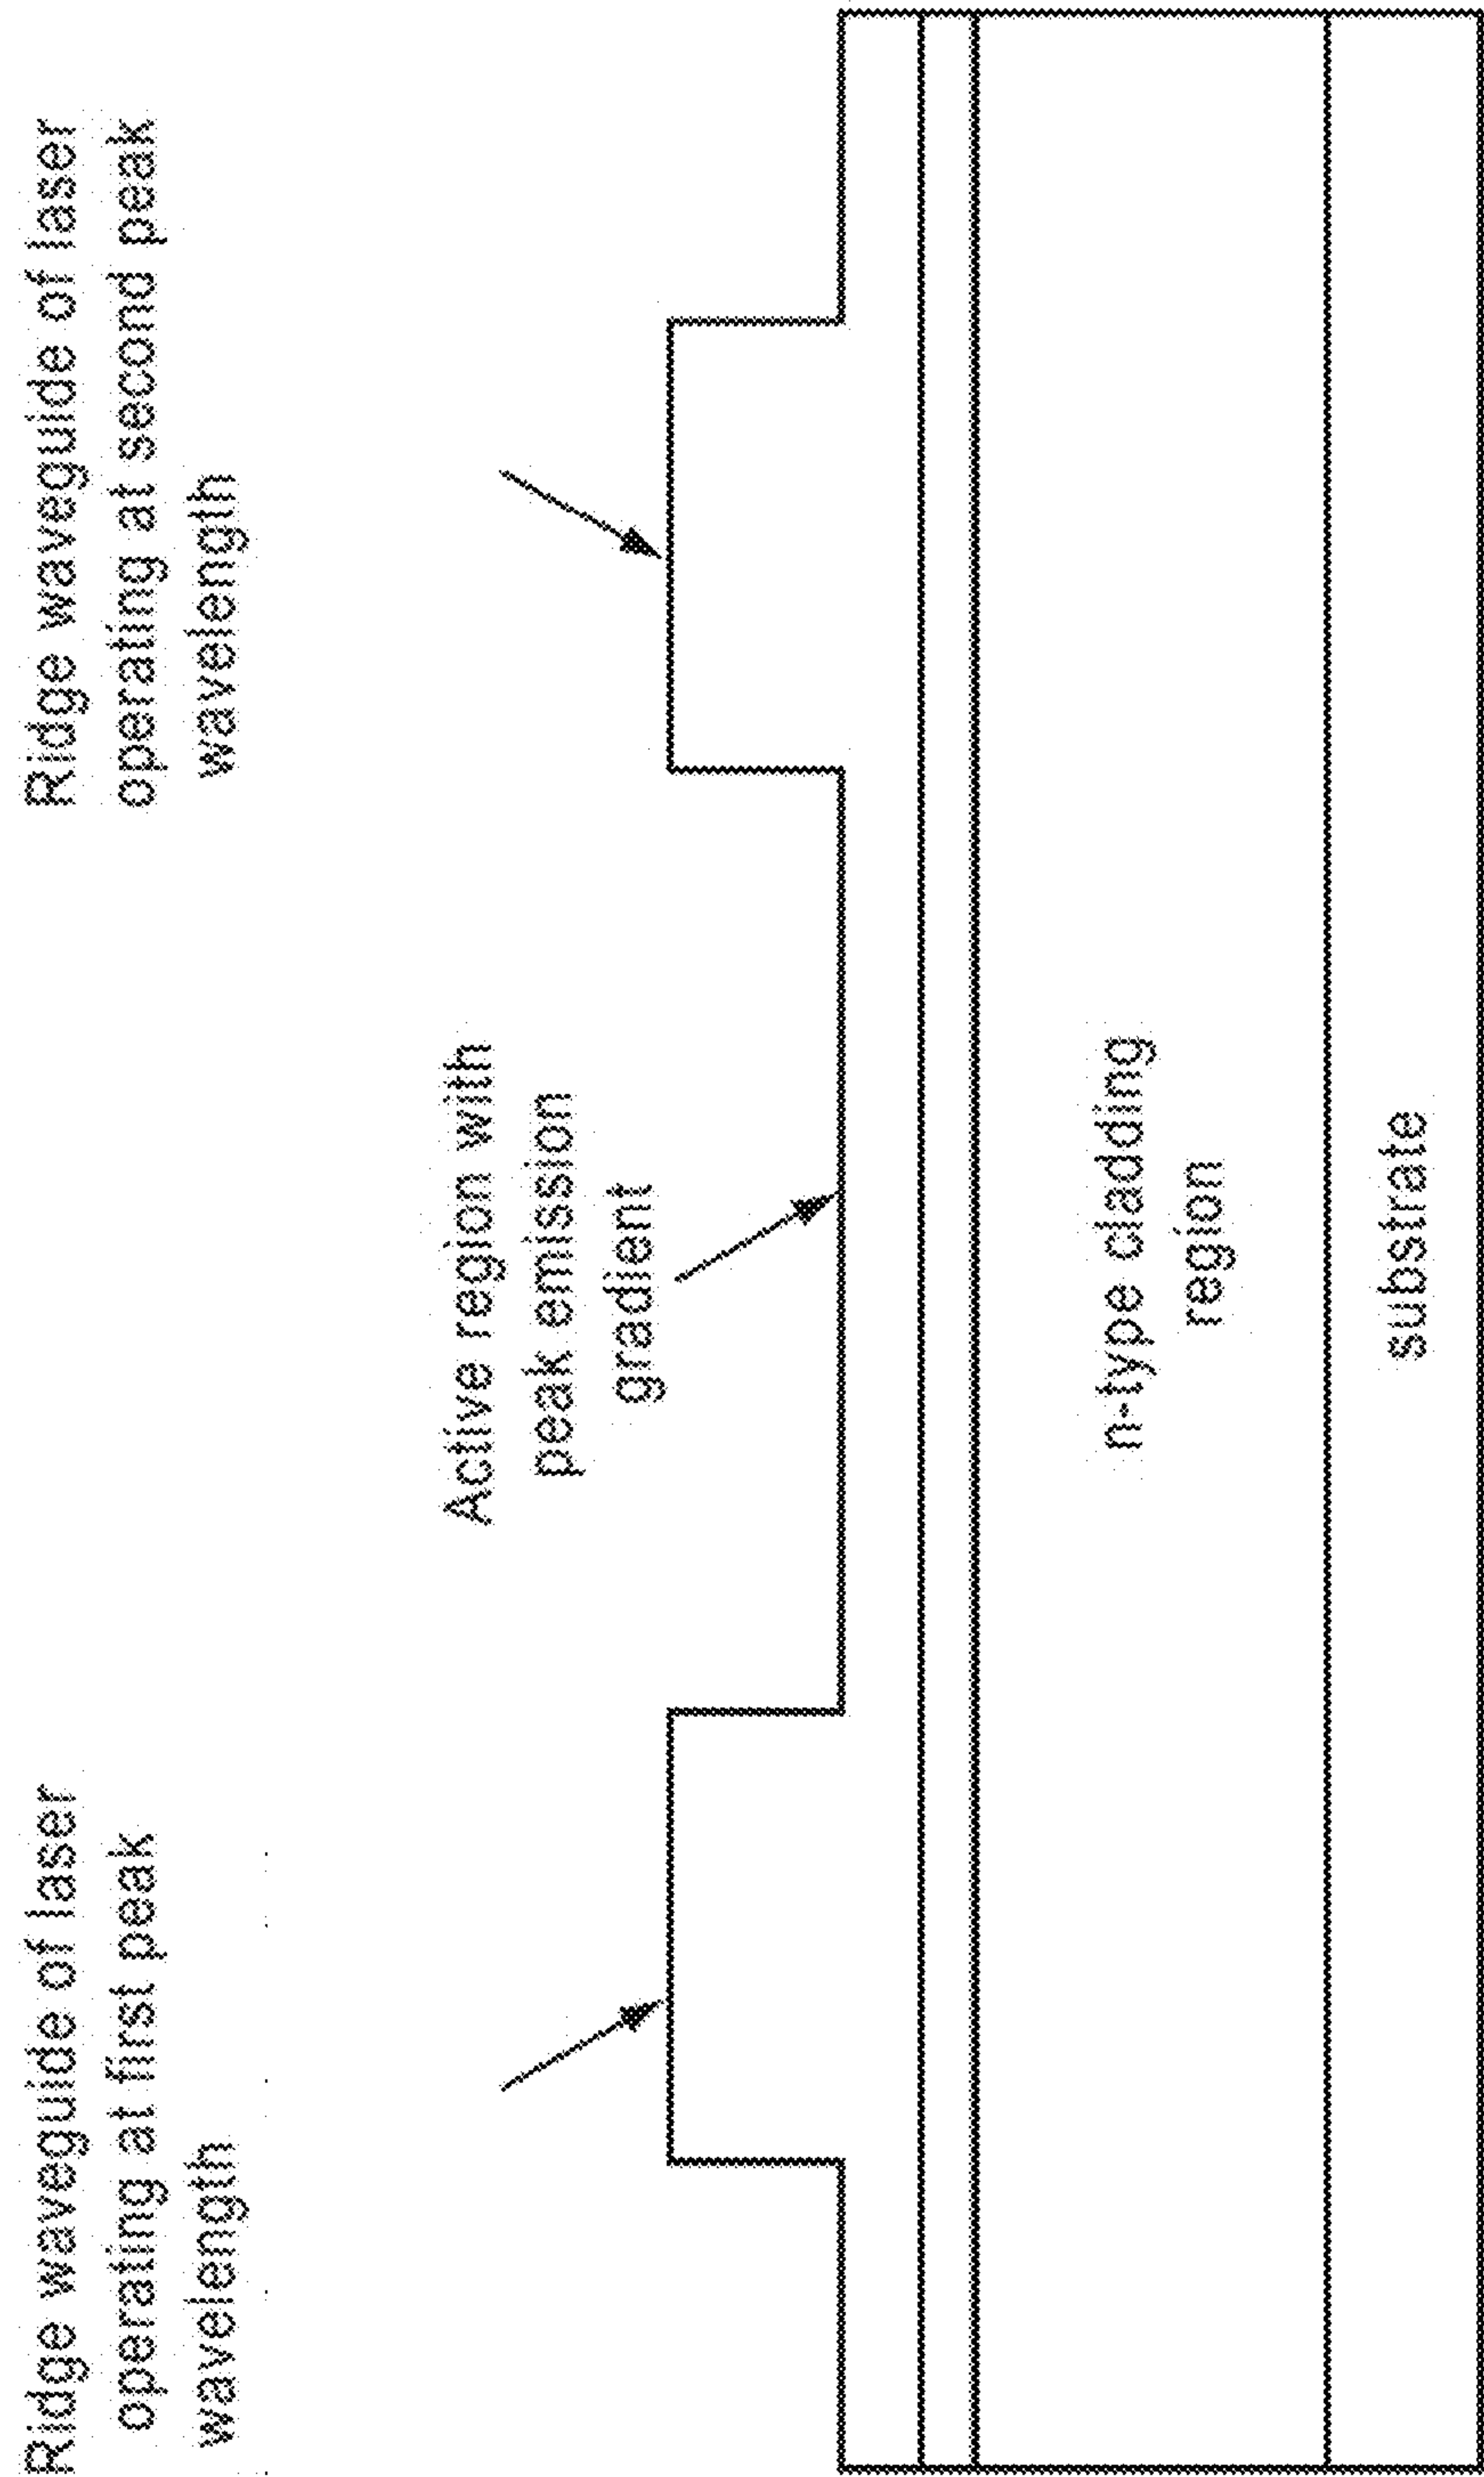 Ridge waveguide of laser
operating at first peak
wavelength
Ridge waveguide of laser
operating at second peak
wavelength
Active region with
peak emission
gradient
n-type cladding
region
substrate